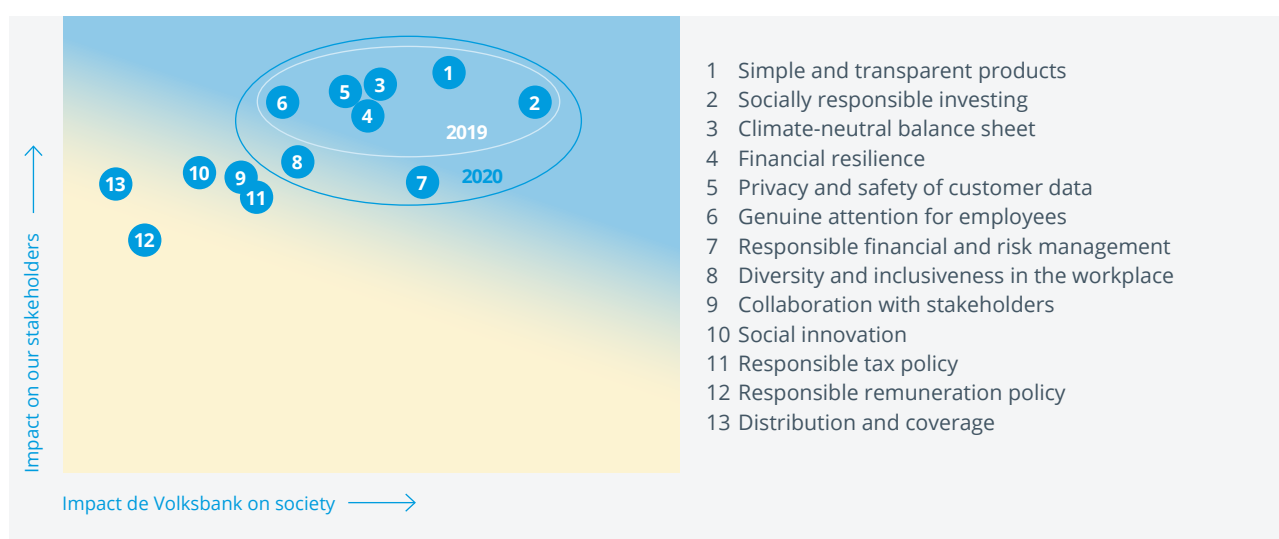 1
3
5
6
2
4
2019
8
10
9
7
2020
13
11
12
Impact on our stakeholders
Impact de Volksbank on society
1 Simple and transparent products
2 Socially responsible investing
3 Climate-neutral balance sheet
4 Financial resilience
5 Privacy and safety of customer data
6 Genuine attention for employees
7 Responsible financial and risk management
8 Diversity and inclusiveness in the workplace
9 Collaboration with stakeholders
10 Social innovation
11 Responsible tax policy
12 Responsible remuneration policy
13 Distribution and coverage